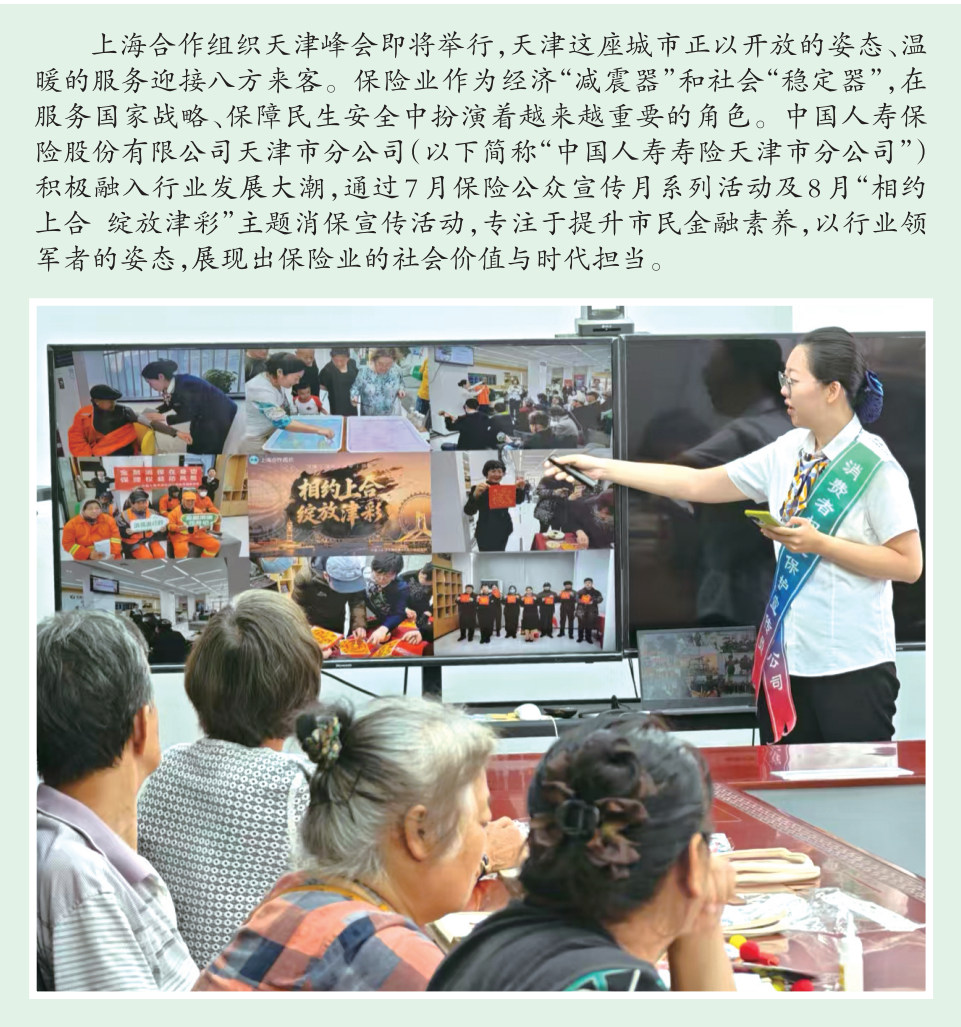 上海合作组织天津峰会即将举行,天津这座城市正以开放的姿态、温
暖的服务迎接八方来客。保险业作为经济“减震器”和社会“稳定器”,在
服务国家战略、保障民生安全中扮演着越来越重要的角色。中国人寿保
险股份有限公司天津市分公司(以下简称“中国人寿寿险天津市分公司”)
积极融入行业发展大潮,通过7月保险公众宣传月系列活动及8月“相约
上合 绽放津彩”主题消保宣传活动,专注于提升市民金融素养,以行业领
军者的姿态,展现出保险业的社会价值与时代担当。
相约上合
绽放津彩
消费者
保护宣
公司